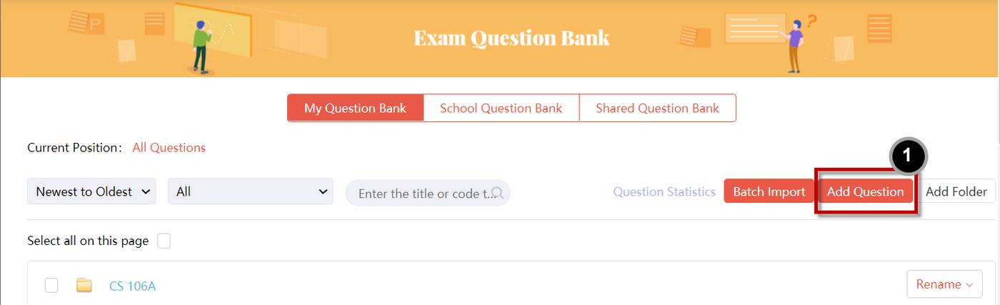 P
?
Exam Question Bank
My Question Bank School Question Bank Shared Question Bank
Current Position: All Questions
1
Newest to Oldest All Enter the title or code t... Question Statistics Batch Import Add Question Add Folder
Select all on this page
CS 106A Rename